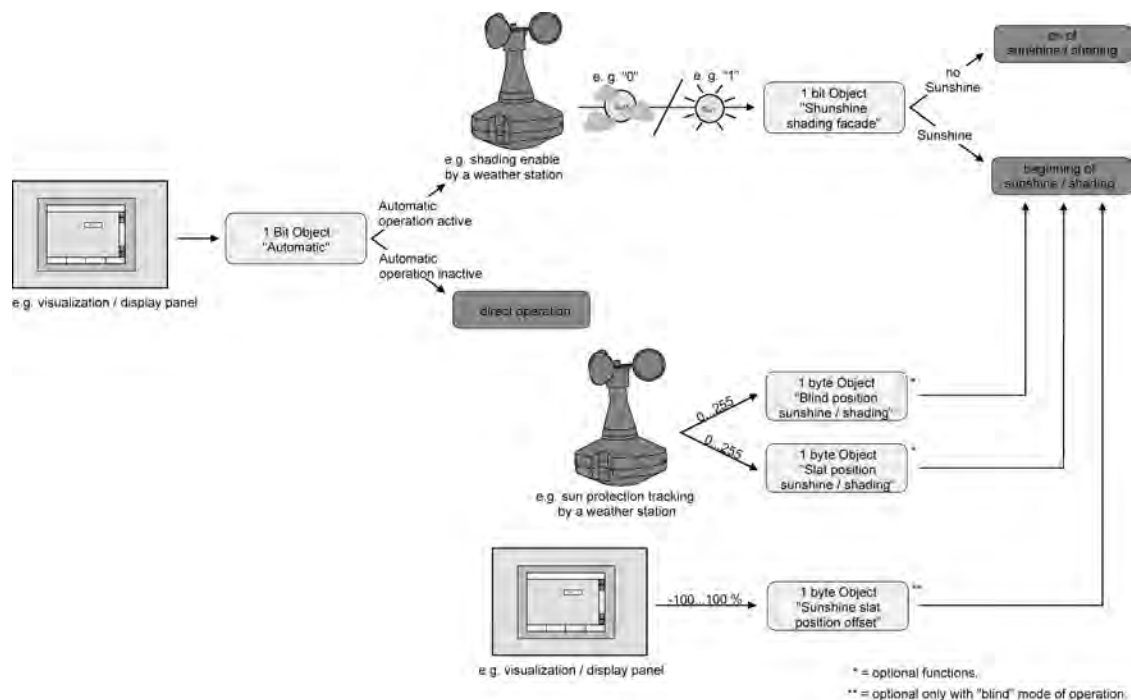 e. g. "0"
e. g. "1"
no
Sunshine
sunshine / shading
1 bit Object
"Shunshine
shading facade"
Sunshine
e.g. shading enable
by a weather station
beginning of
sunshine / shading
Automatic
operation active
1 Bit Object
"Automatic"
Automatic
operation inactive
e.g. visualization / display panel
direct operation
0...255
1 byte Object
"Blind position
sunshine / shading"
*
0...255
1 byte Object
"Slat position
sunshine / shading"
*
e.g. sun protection tracking
by a weather station
-100...100 %
1 byte Object
"Sunshine slat
position offset"
**
e.g. visualization / display panel
* = optional functions.
** = optional only with "blind" mode of operation.